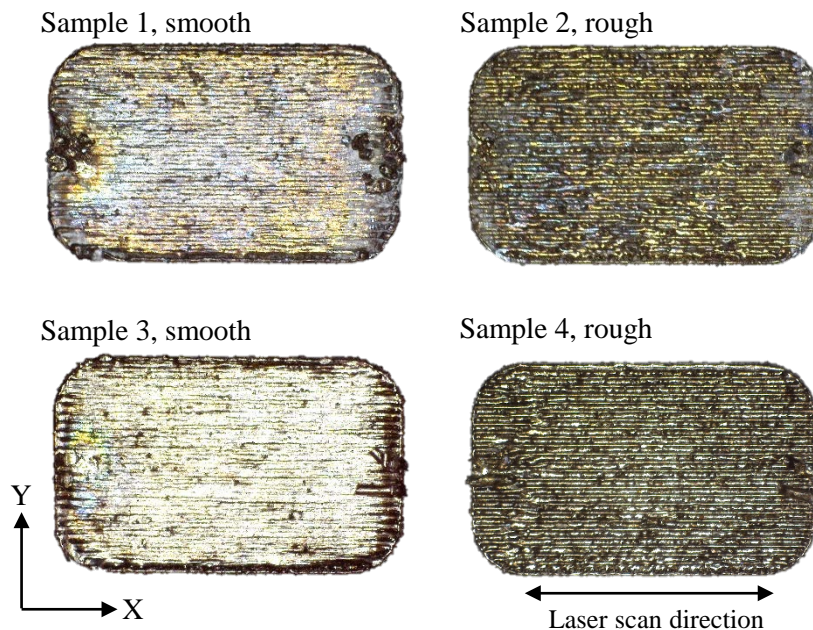 Sample 1, smooth
Sample 2, rough
Sample 3, smooth
Sample 4, rough
Y
X
Laser scan direction